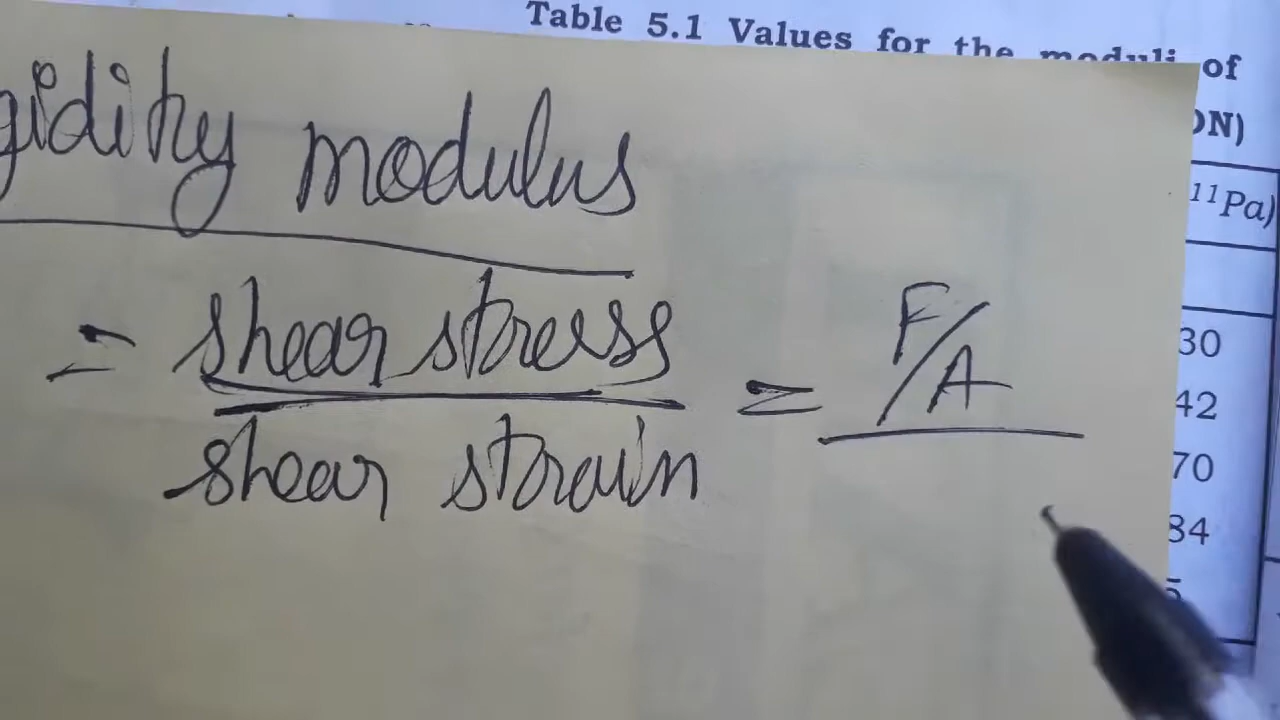 Table 5.1 Values for the moduli of
ON)
gidity modulus
11Pa)
= shear stress = F/A
shear strain
30
42
70
84